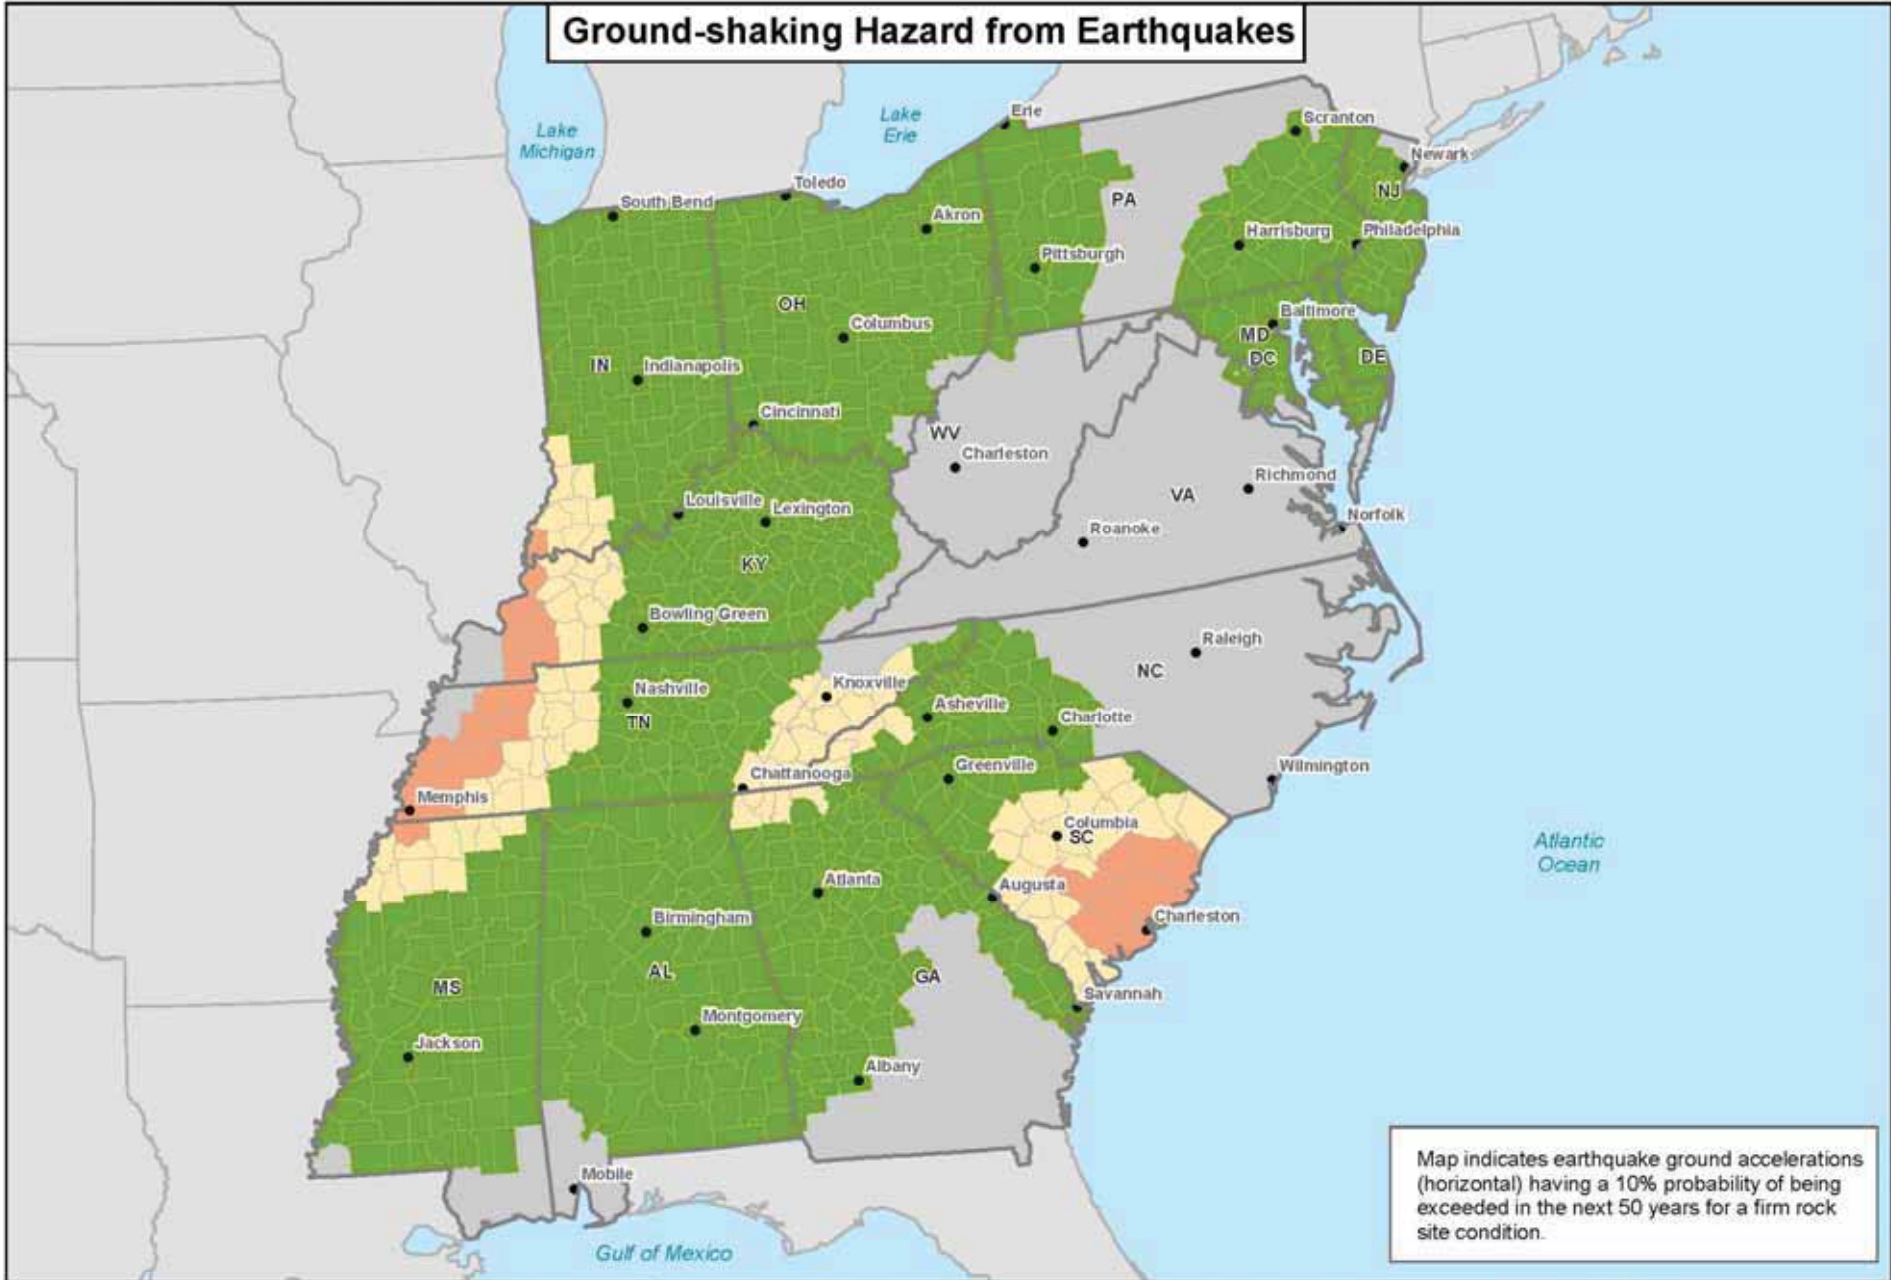 Ground-shaking Hazard from Earthquakes
Lake
Michigan
Lake
Erie
Erie
Scranton
Newark
Toledo
South Bend
NJ
PA
Akron
Harrisburg
Philadelphia
Pittsburgh
OH
Columbus
Baltimore
MD
DC
DE
IN
Indianapolis
Cincinnati
WV
Charleston
Richmond
VA
Louisville
Lexington
Norfolk
Roanoke
KY
Bowling Green
Raleigh
NC
Knoxville
Nashville
TN
Asheville
Charlotte
Greenville
Wilmington
Chattanooga
Memphis
Columbia
SC
Atlantic
Ocean
Atlanta
Augusta
Birmingham
Charleston
AL
GA
MS
Savannah
Montgomery
Jackson
Albany
Mobile
Gulf of Mexico
Map indicates earthquake ground accelerations
(horizontal) having a 10% probability of being
exceeded in the next 50 years for a firm rock
site condition.